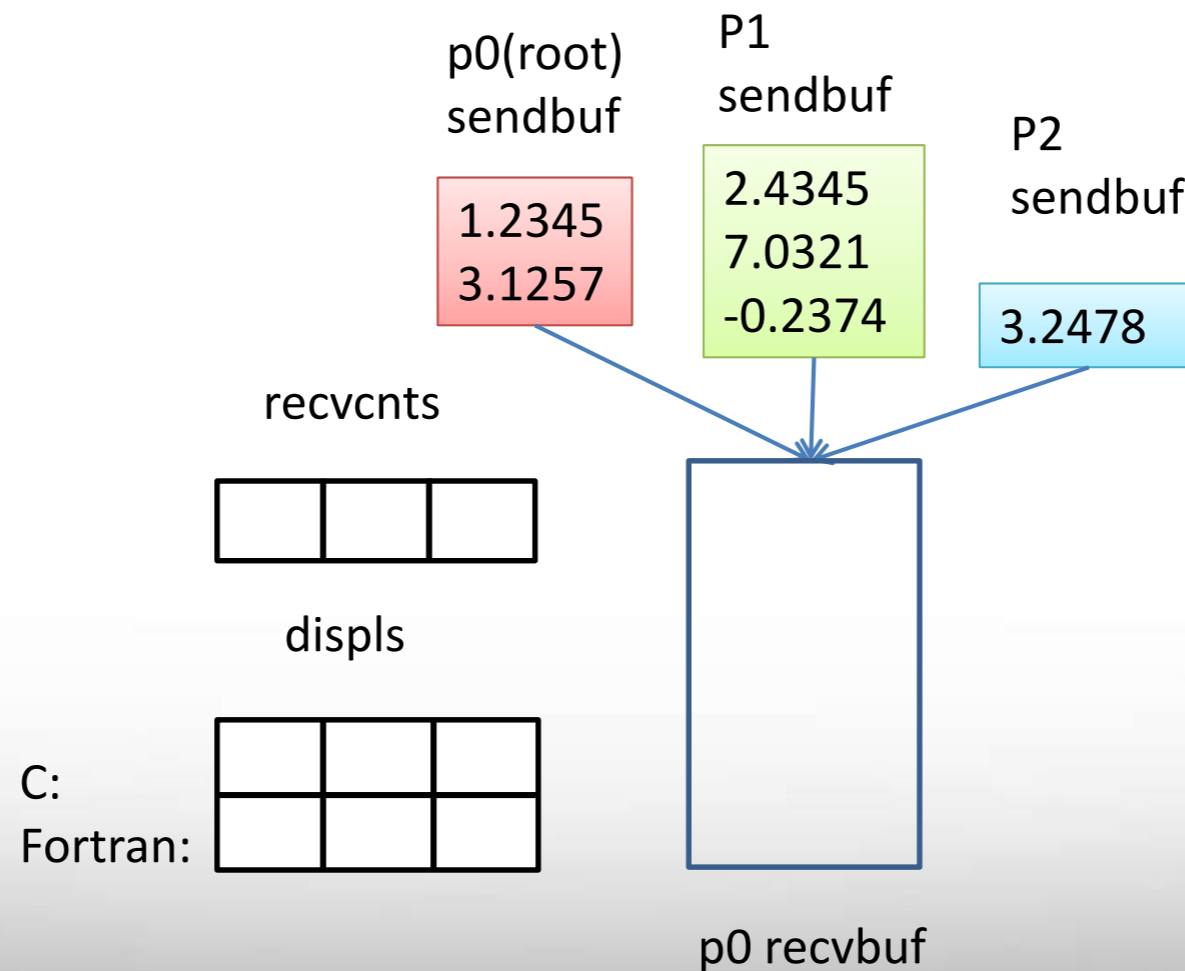 p0(root)
sendbuf
P1
sendbuf
P2
sendbuf
1.2345
3.1257
2.4345
7.0321
-0.2374
3.2478
recvcnts
displs
C:
Fortran:
p0 recvbuf